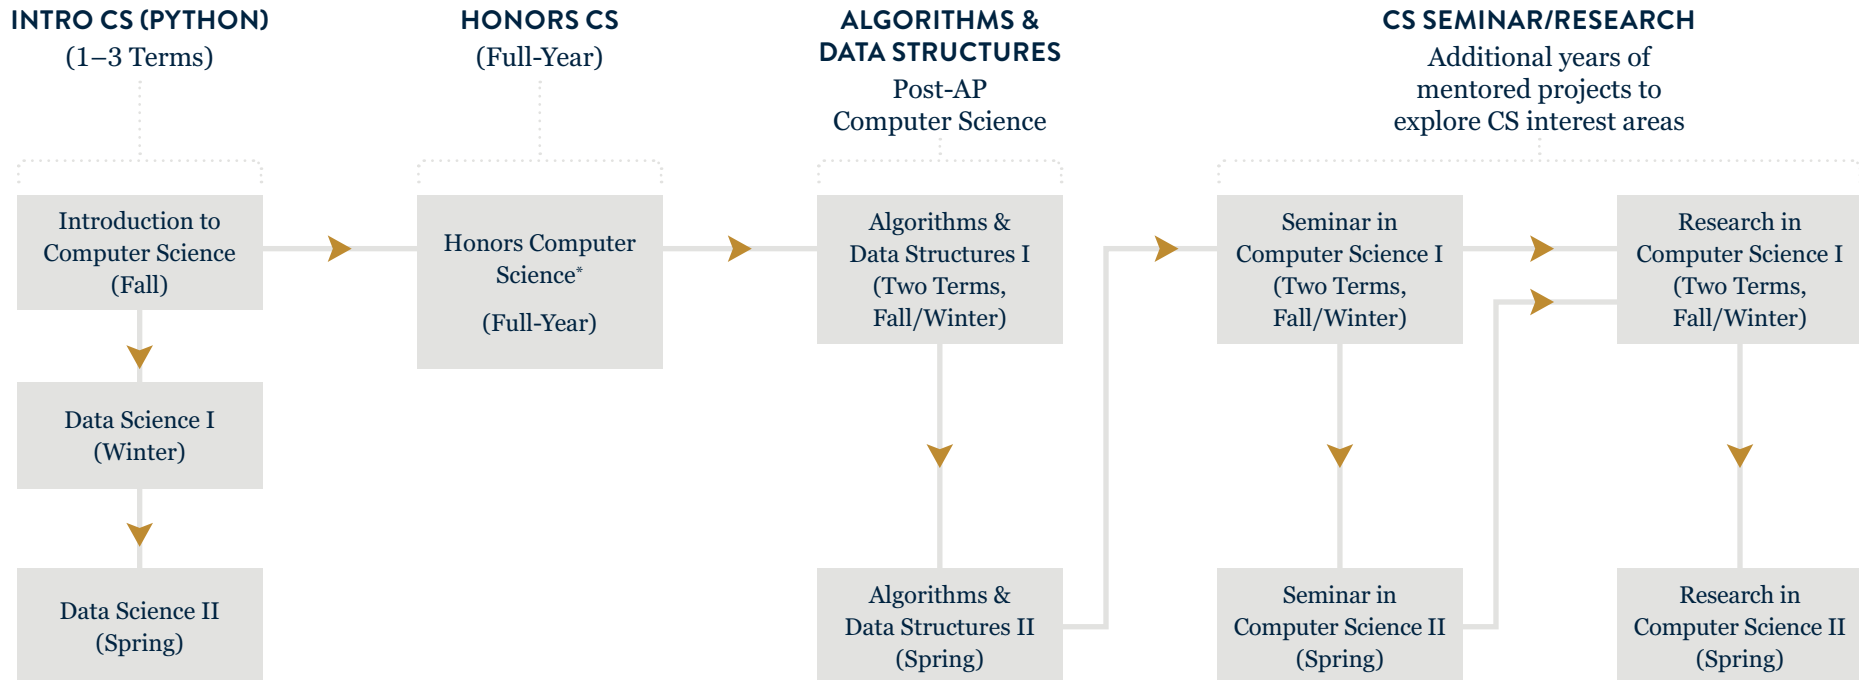 INTRO CS (PYTHON)
(1–3 Terms)
HONORS CS
(Full-Year)
ALGORITHMS &
DATA STRUCTURES
Post-AP
Computer Science
CS SEMINAR/RESEARCH
Additional years of
mentored projects to
explore CS interest areas
Introduction to
Computer Science
(Fall)
Data Science I
(Winter)
Data Science II
(Spring)
Honors Computer
Science*
(Full-Year)
Algorithms &
Data Structures I
(Two Terms,
Fall/Winter)
Algorithms &
Data Structures II
(Spring)
Seminar in
Computer Science I
(Two Terms,
Fall/Winter)
Seminar in
Computer Science II
(Spring)
Research in
Computer Science I
(Two Terms,
Fall/Winter)
Research in
Computer Science II
(Spring)